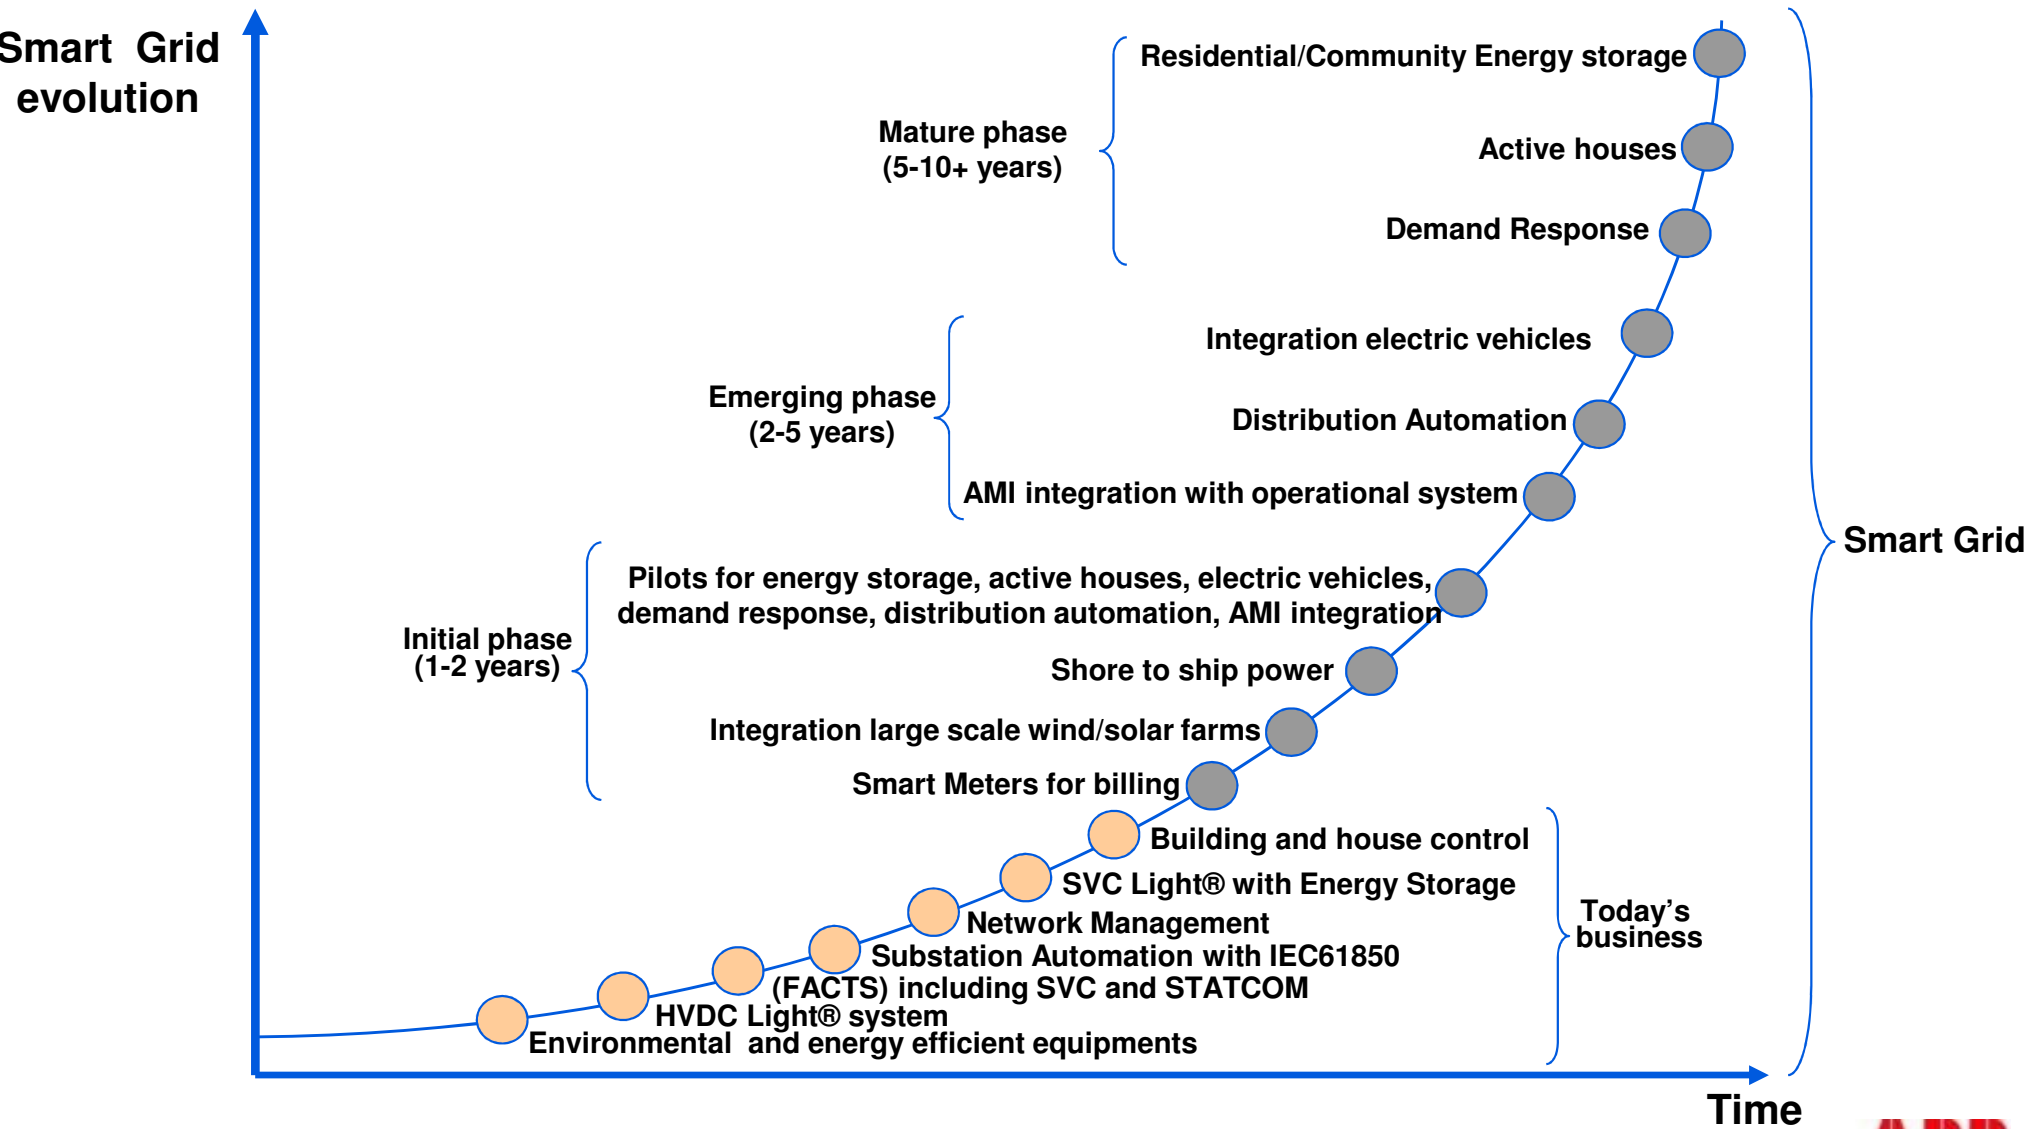 Smart Grid
evolution
Residential/Community Energy storage
Mature phase
(5-10+ years)
Active houses
Demand Response
Integration electric vehicles
Emerging phase
(2-5 years)
Distribution Automation
AMI integration with operational system
Smart Grid
Pilots for energy storage, active houses, electric vehicles,
demand response, distribution automation, AMI integration
Initial phase
(1-2 years)
Shore to ship power
Integration large scale wind/solar farms
Smart Meters for billing
Building and house control
SVC Light® with Energy Storage
Today's
business
Network Management
Substation Automation with IEC61850
(FACTS) including SVC and STATCOM
HVDC Light® system
Environmental and energy efficient equipments
Time